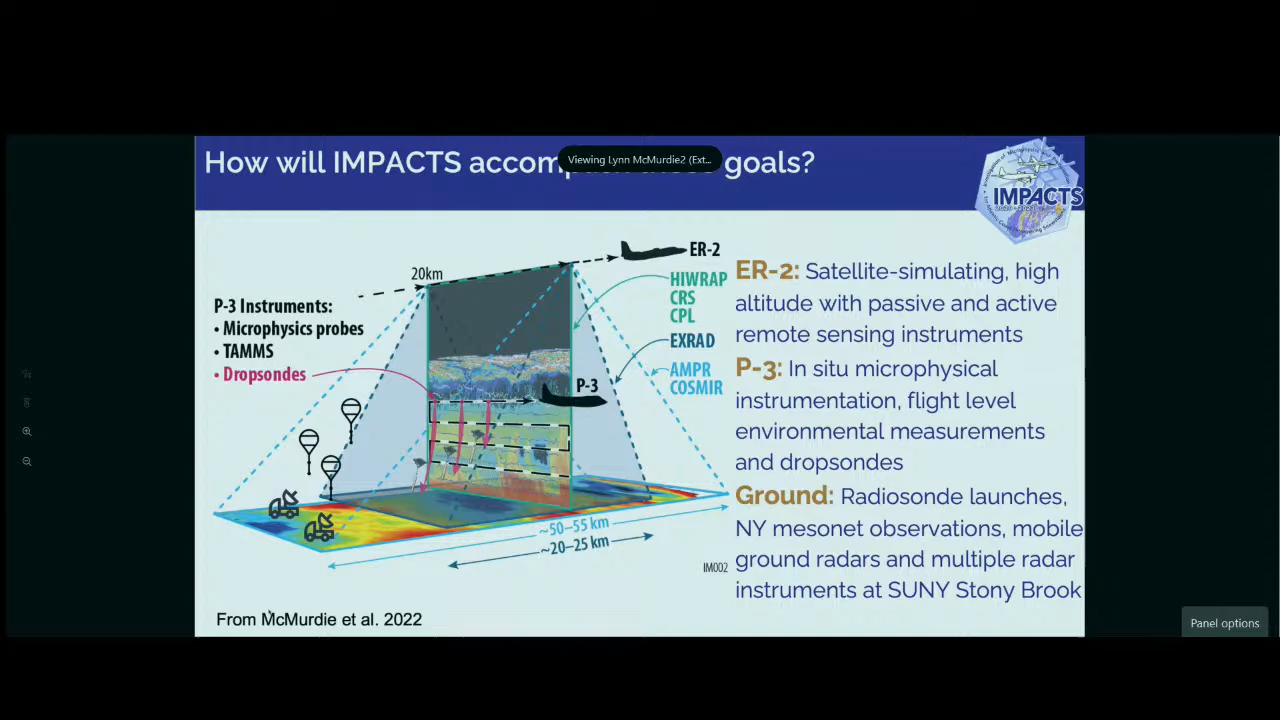 How will IMPACTS accomp goals?
Viewing Lynn McMurdie2 (Ext...
IMPACTS
ER-2
20km
HIWRAP
CRS
CPL
EXRAD
AMPR
COSMIR
P-3 Instruments:
• Microphysics probes
• TAMMS
• Dropsondes
P-3
~50–55 km
~20–25 km
IM002
ER-2: Satellite-simulating, high
altitude with passive and active
remote sensing instruments
P-3: In situ microphysical
instrumentation, flight level
environmental measurements
and dropsondes
Ground: Radiosonde launches,
NY mesonet observations, mobile
ground radars and multiple radar
instruments at SUNY Stony Brook
From McMurdie et al. 2022
Panel options